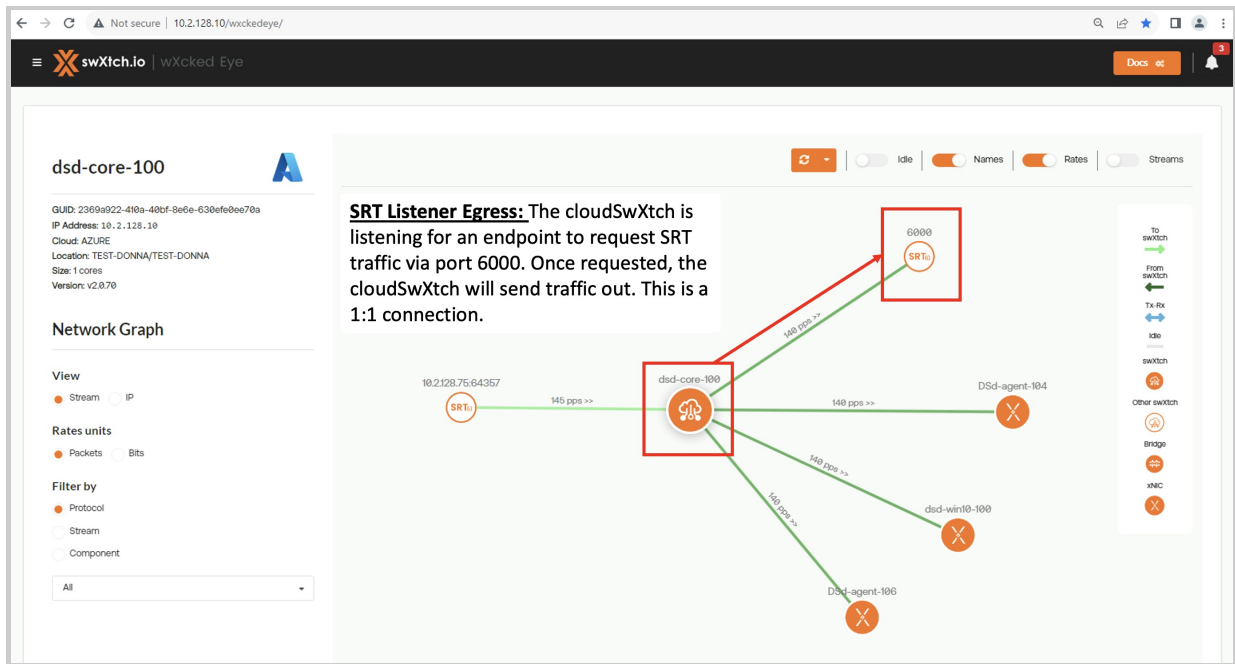 Not secure | 10.2.128.10/wxckedeye/
swXtch.io | wXcked Eye
Docs
3
dsd-core-100
GUID: 2369a922-410a-40bf-8e6e-630efe0ee70a
IP Address: 10.2.128.10
Cloud: AZURE
Location: TEST-DONNA/TEST-DONNA
Size: 1 cores
Version: v2.0.70
Network Graph
View
Stream
IP
Rates units
Packets
Bits
Filter by
Protocol
Stream
Component
All
Idle
Names
Rates
Streams
SRT Listener Egress: The cloudSwXtch is
listening for an endpoint to request SRT
traffic via port 6000. Once requested, the
cloudSwXtch will send traffic out. This is a
1:1 connection.
6000
SRT
140 pps >>
10.2.128.75:64357
SRT
145 pps >>
dsd-core-100
140 pps >>
DSd-agent-104
140 pps >>
dsd-win10-100
140 pps >>
DSd-agent-106
To
swXtch
From
swXtch
Tx-Rx
Idle
swXtch
Other swXtch
Bridge
xNIC